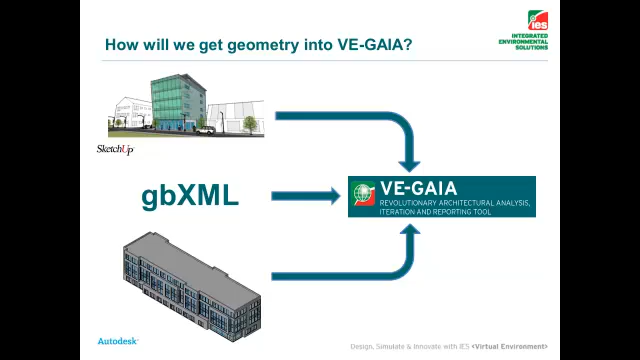 How will we get geometry into VE-GAIA?
ies
INTEGRATED
ENVIRONMENTAL
SOLUTIONS
SketchUp
gbXML
VE-GAIA
REVOLUTIONARY ARCHITECTURAL ANALYSIS,
ITERATION AND REPORTING TOOL
Autodesk
Design, Simulate & Innovate with IES <Virtual Environment>